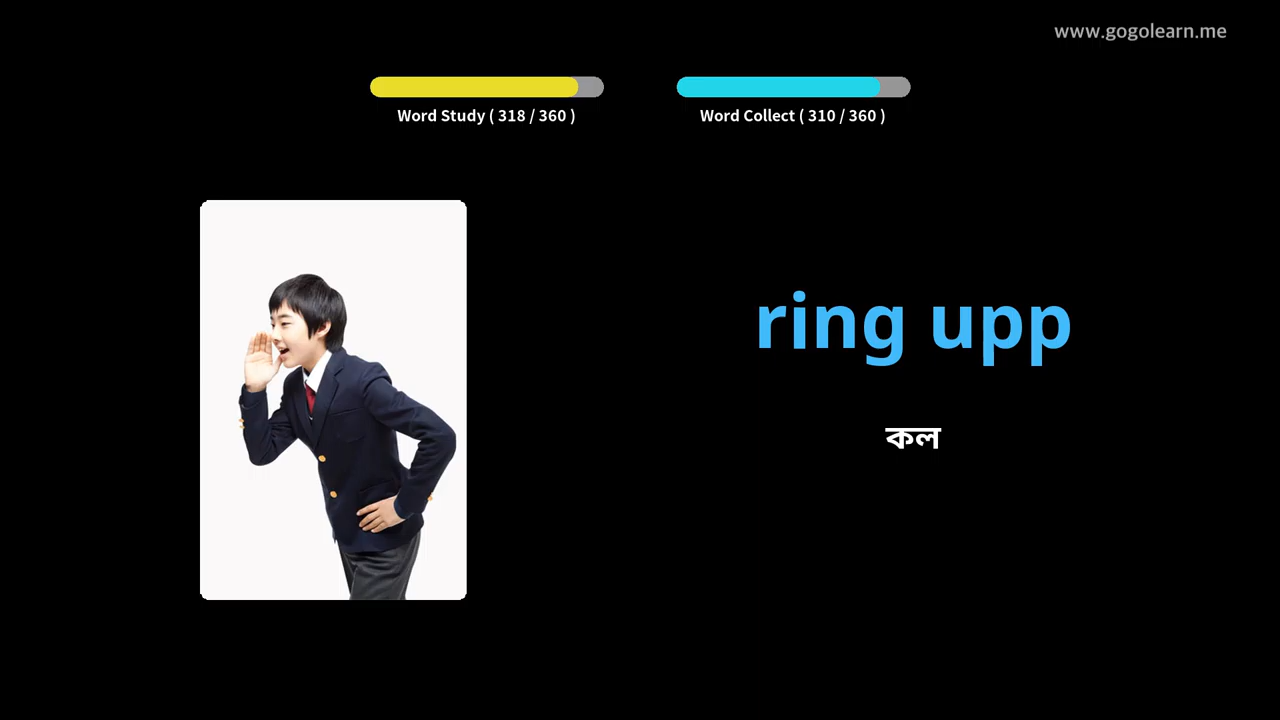 www.gogolearn.me
Word Study ( 318 / 360 )
Word Collect ( 310 / 360 )
ring upp
কল